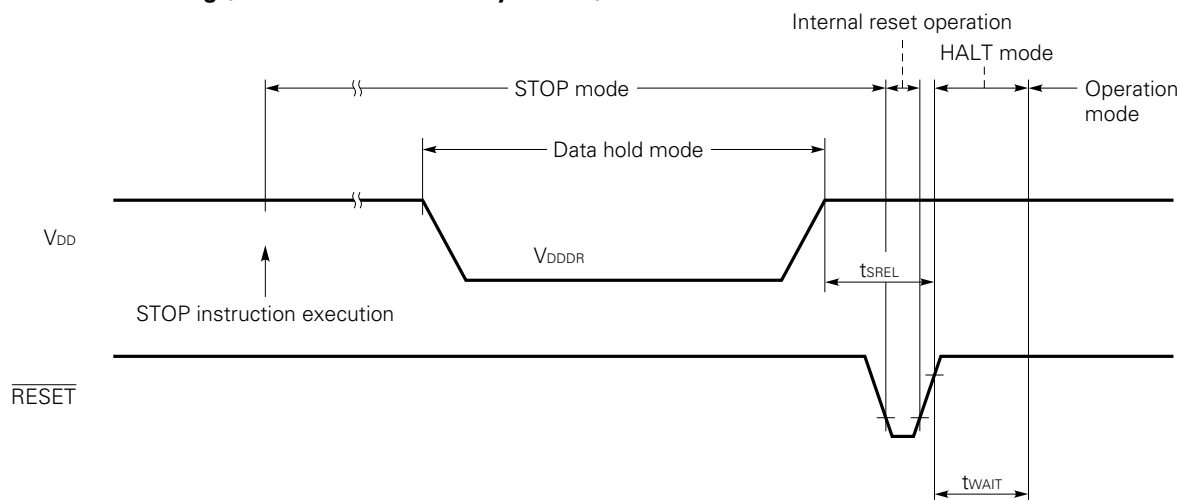 Internal reset operation
HALT mode
STOP mode
Operation
mode
Data hold mode
VDD
VDDDR
tSREL
STOP instruction execution
RESET
tWAIT